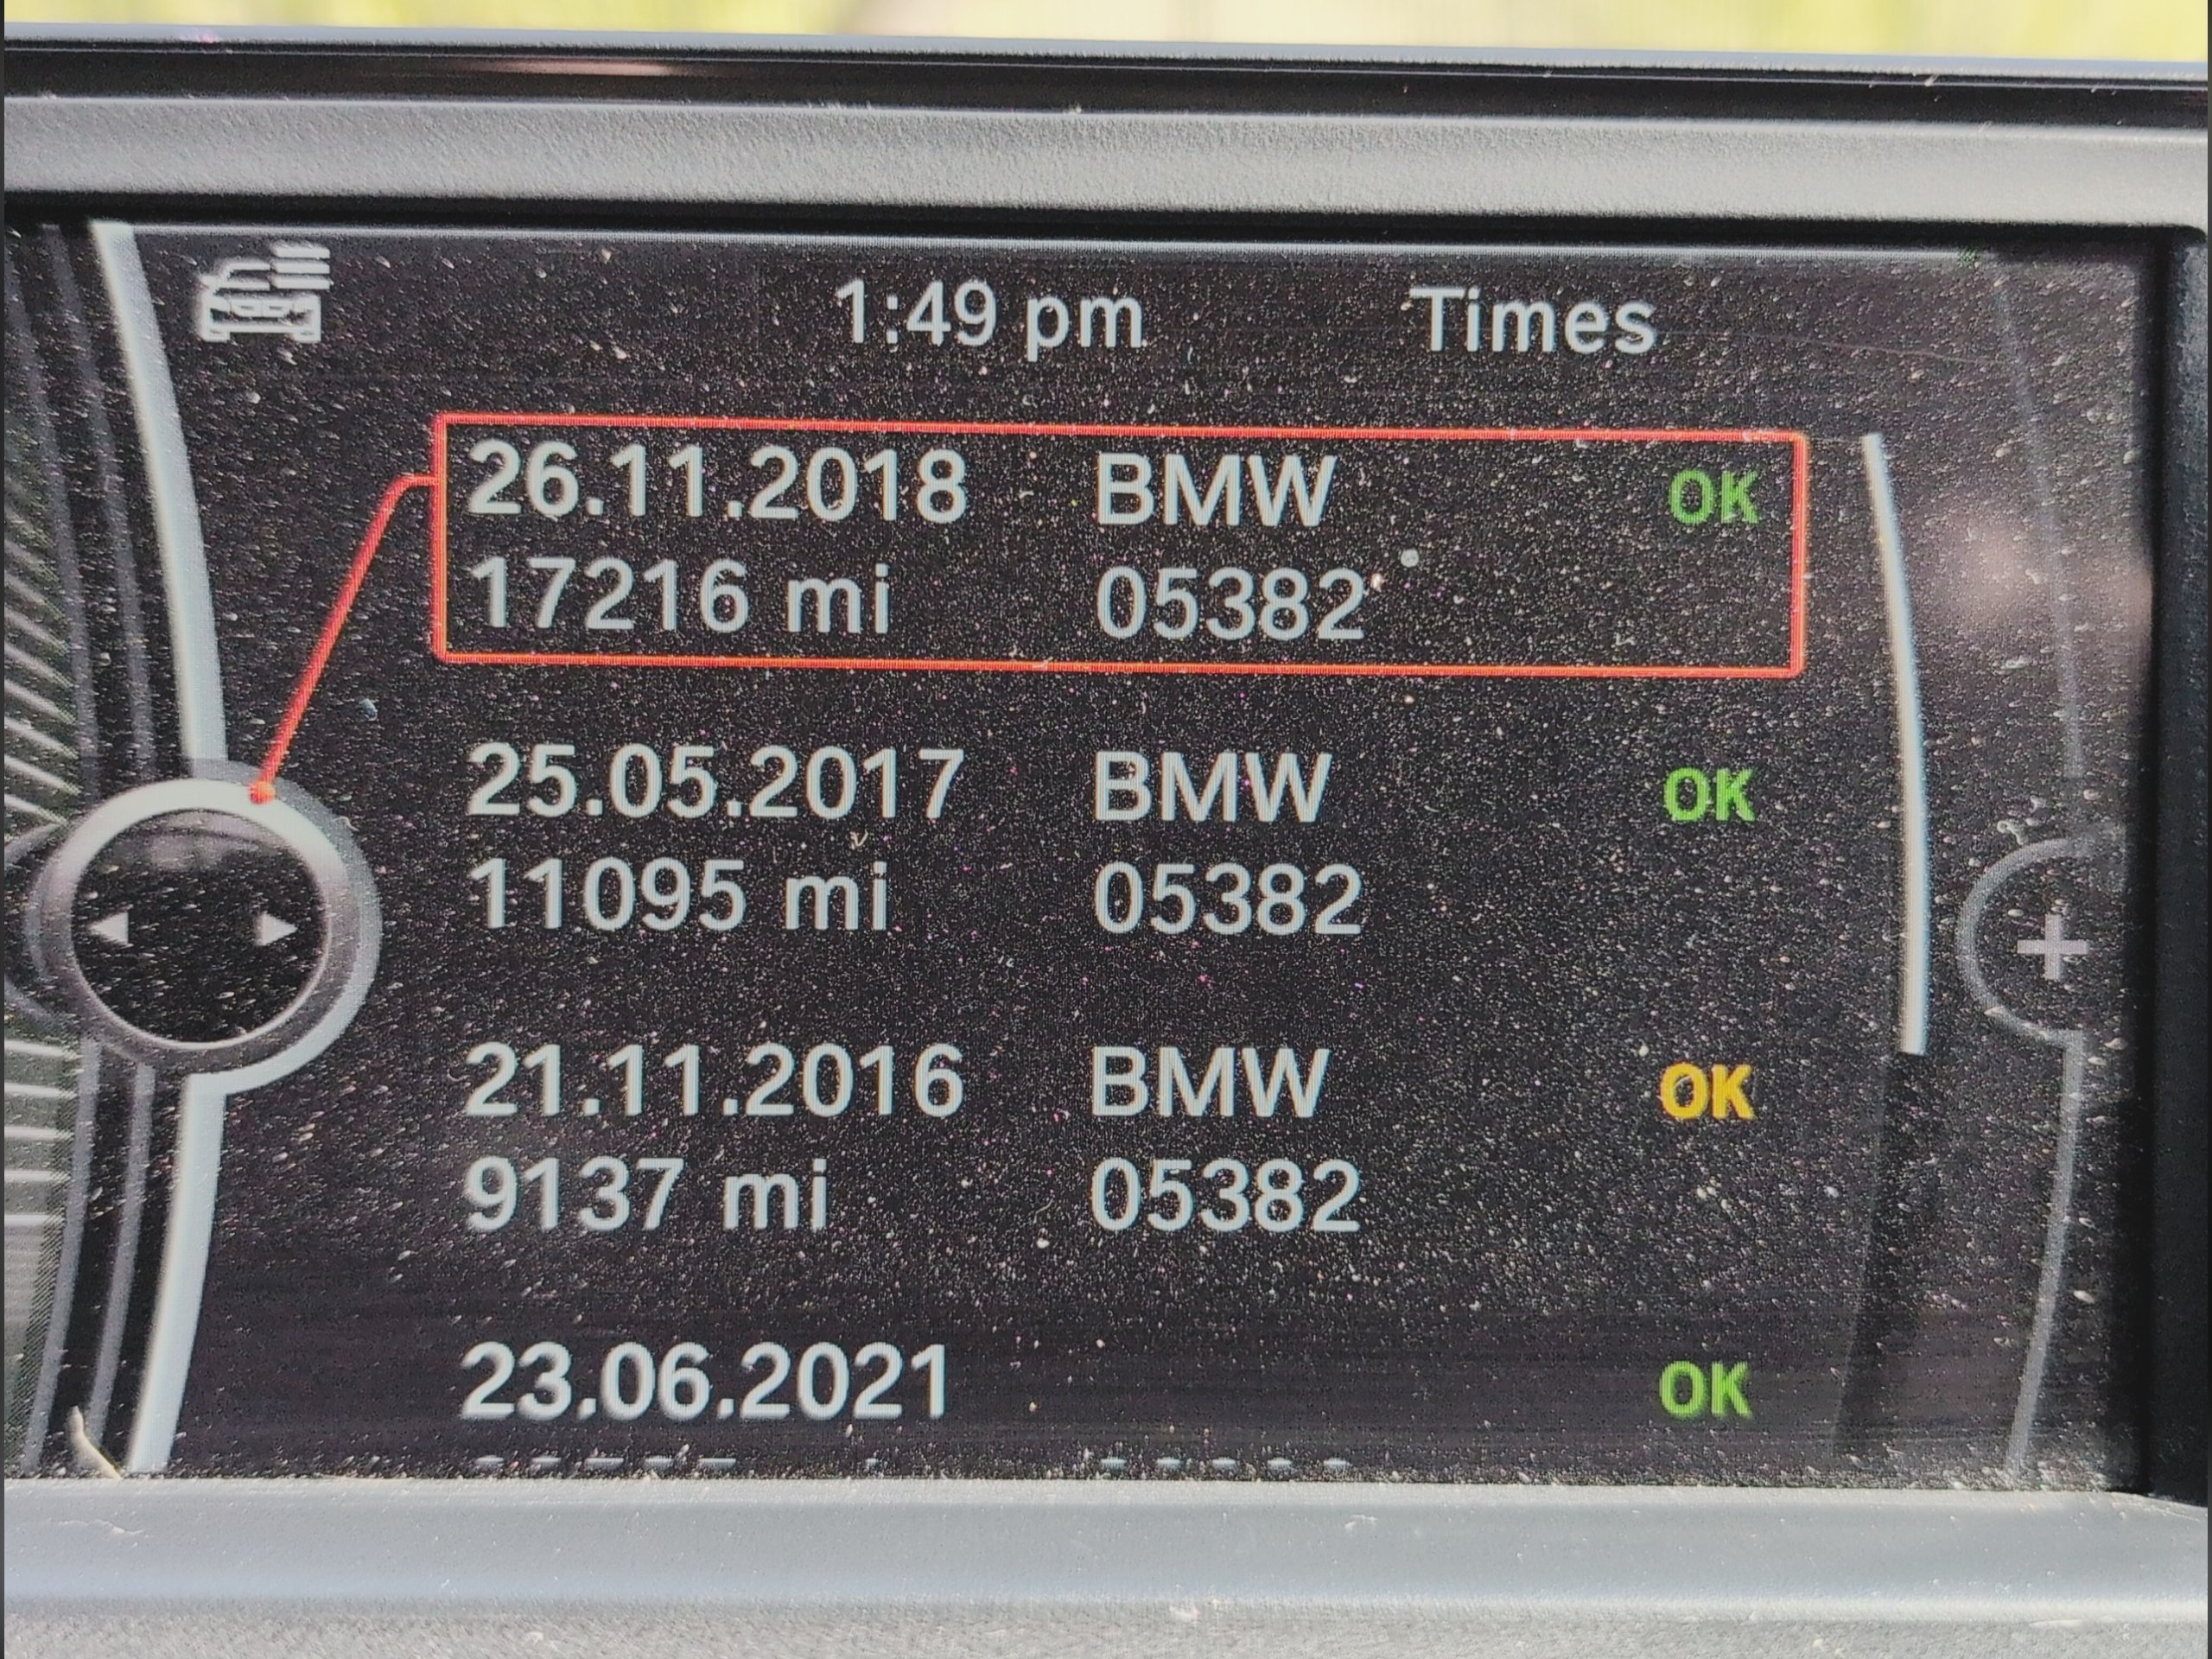 1:49 pm Times
26.11.2018 BMW OK
17216 mi 05382
25.05.2017 BMW OK
11095 mi 05382
21.11.2016 BMW OK
9137 mi 05382
23.06.2021 OK